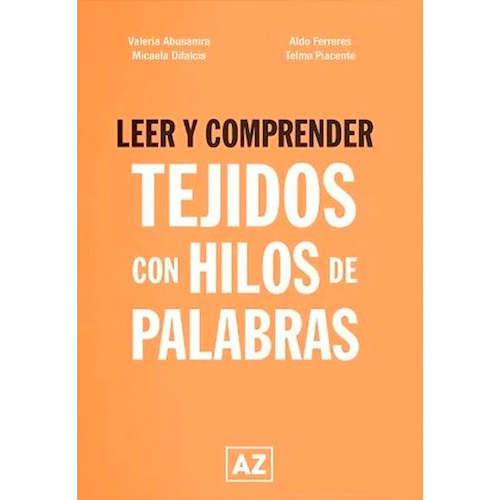 Valeria Abusamra
Micaela Difalcis
Aldo Ferreres
Telmo Piacente
LEER Y COMPRENDER
TEJIDOS
CON HILOS DE
PALABRAS
AZ